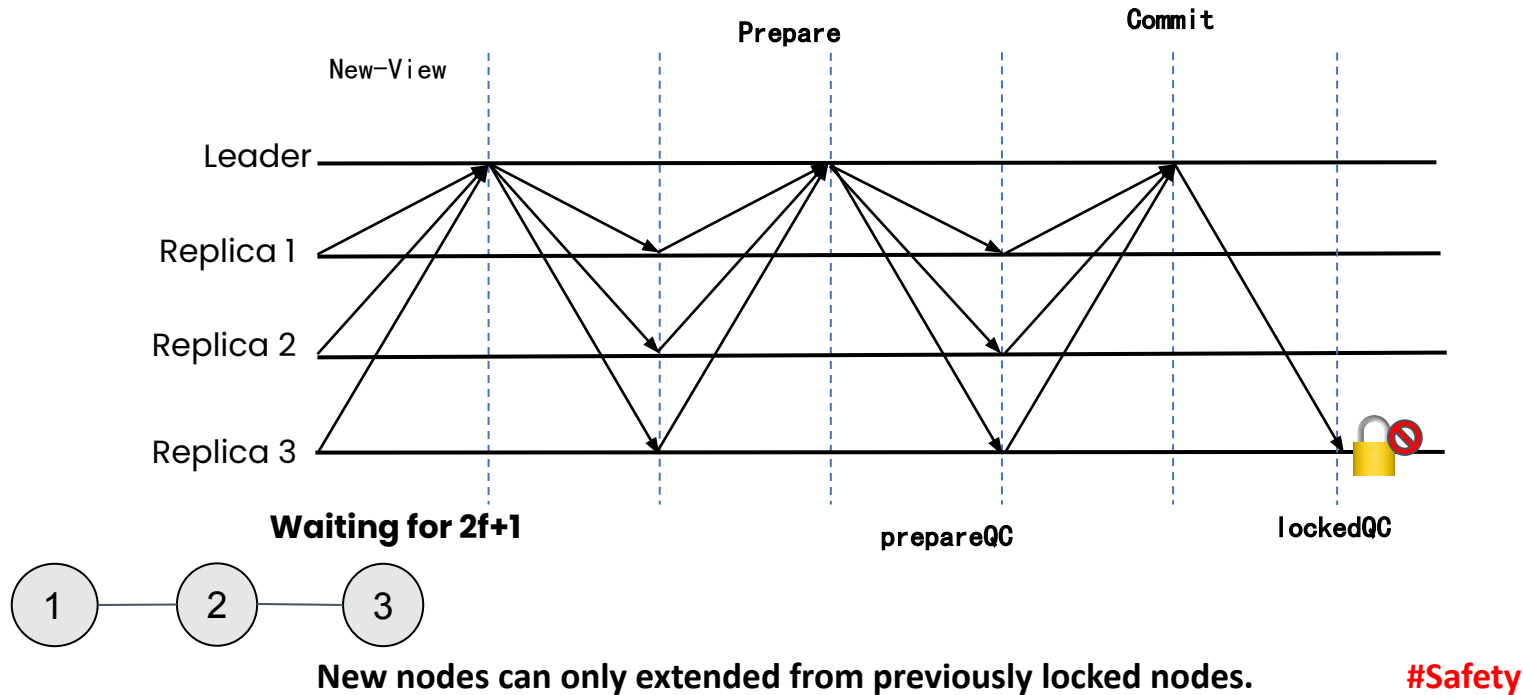 Commit
Prepare
New-View
Leader
Replica 1
Replica 2
Replica 3
Waiting for 2f+1
prepareQC
lockedQC
1
2
3
New nodes can only extended from previously locked nodes.
#Safety